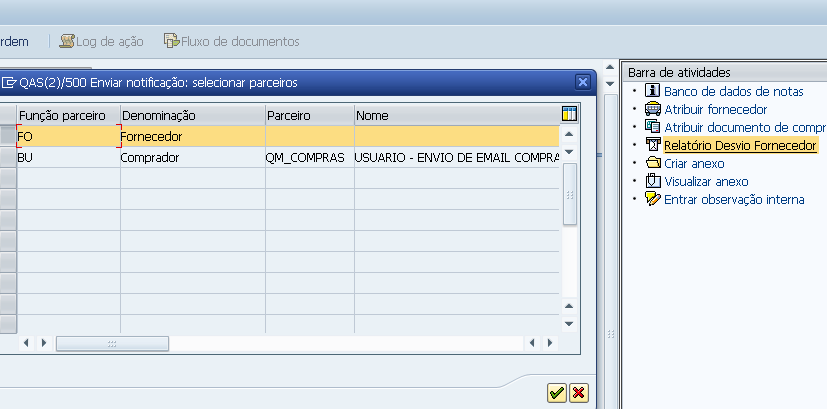 rdem
Log de ação
Fluxo de documentos
QAS(2)/500 Enviar notificação: selecionar parceiros
Função parceiro Denominação Parceiro Nome
FO Fornecedor
BU Comprador QM_COMPRAS USUARIO - ENVIO DE EMAIL COMPRA
Barra de atividades
Banco de dados de notas
Atribuir fornecedor
Atribuir documento de compr
Relatório Desvio Fornecedor
Criar anexo
Visualizar anexo
Entrar observação interna